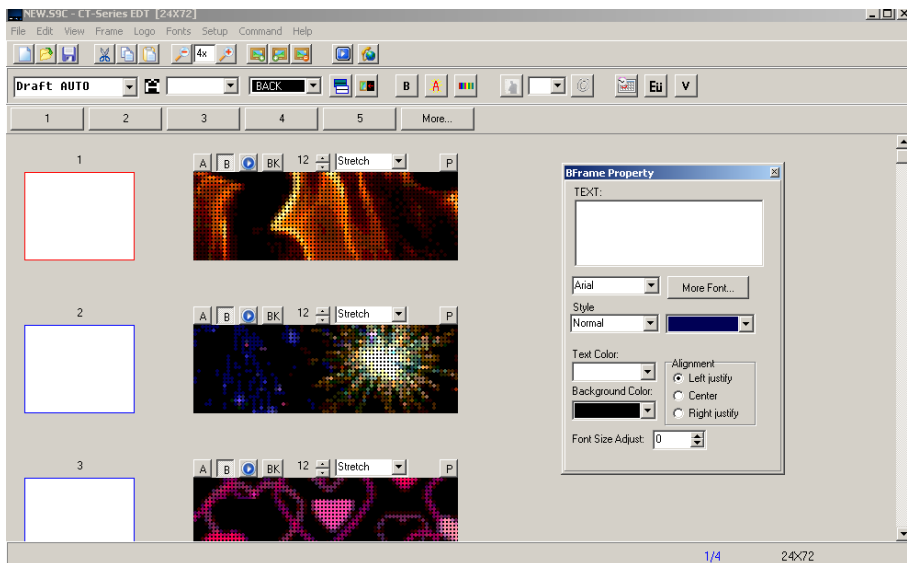 NEW.S9C - CT-Series EDT [24X72]
File Edit View Frame Logo Fonts Setup Command Help
4x
Draft AUTO BACK B A © Eü V
1 2 3 4 5 More...
1 A B BK 12 Stretch P
BFrame Property
TEXT:
Arial More Font...
Style
Normal
Text Color:
Alignment
Left justify
Background Color:
Center
Right justify
Font Size Adjust: 0
2 A B BK 12 Stretch P
3 A B BK 12 Stretch P
1/4 24X72